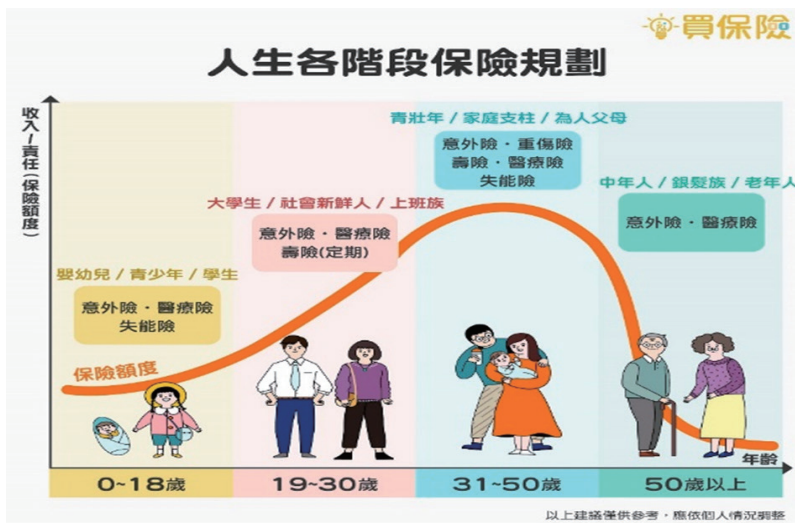 買保險
人生各階段保險規劃
收入/責任(保險額度)
青壯年 / 家庭支柱 / 為人父母
意外險・重傷險
壽險・醫療險
失能險
中年人 / 銀髮族 / 老年人
意外險・醫療險
大學生 / 社會新鮮人 / 上班族
意外險・醫療險
壽險(定期)
嬰幼兒 / 青少年 / 學生
意外險・醫療險
失能險
保險額度
年齡
0~18歲
19~30歲
31~50歲
50歲以上
以上建議僅供參考，應依個人情況調整